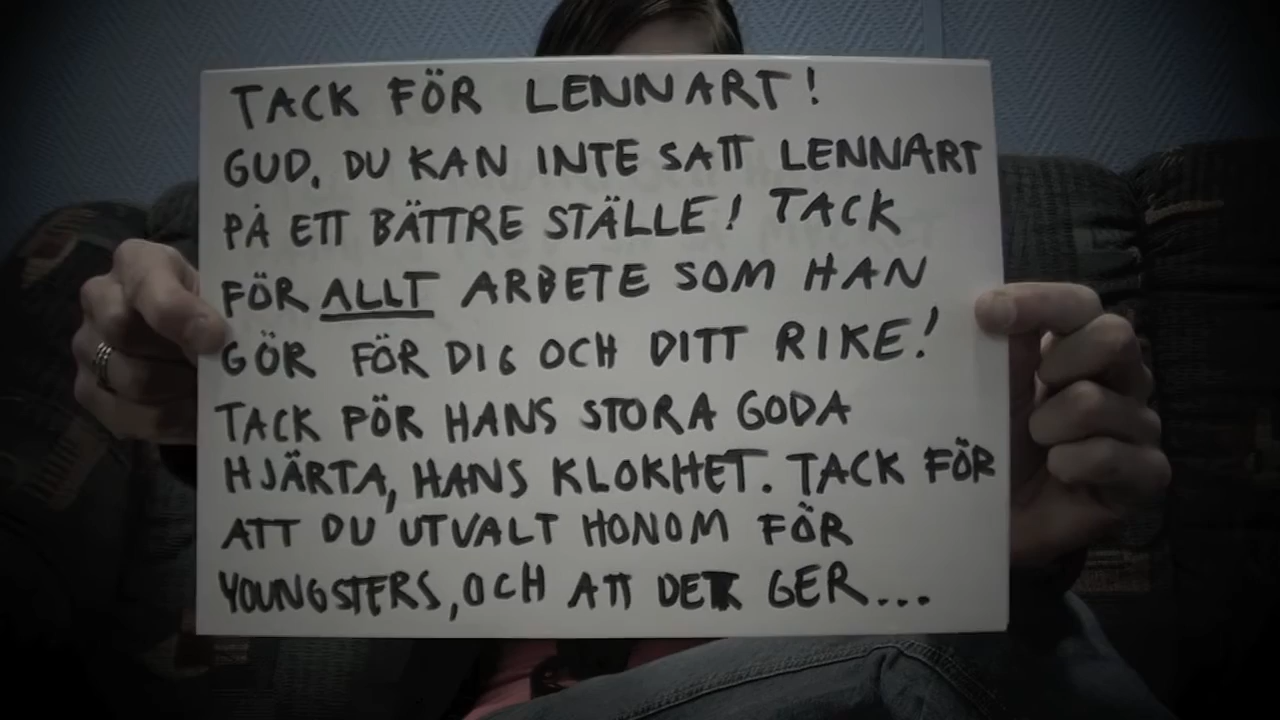 TACK FÖR LENNART!
GUD, DU KAN INTE SATT LENNART
PÅ ETT BÄTTRE STÄLLE! TACK
FÖR ALLT ARBETE SOM HAN
GÖR FÖR DIG OCH DITT RIKE!
TACK FÖR HANS STORA GODA
HJÄRTA, HANS KLOKHET. TACK FÖR
ATT DU UTVALT HONOM FÖR
YOUNGSTERS, OCH ATT DET GER...